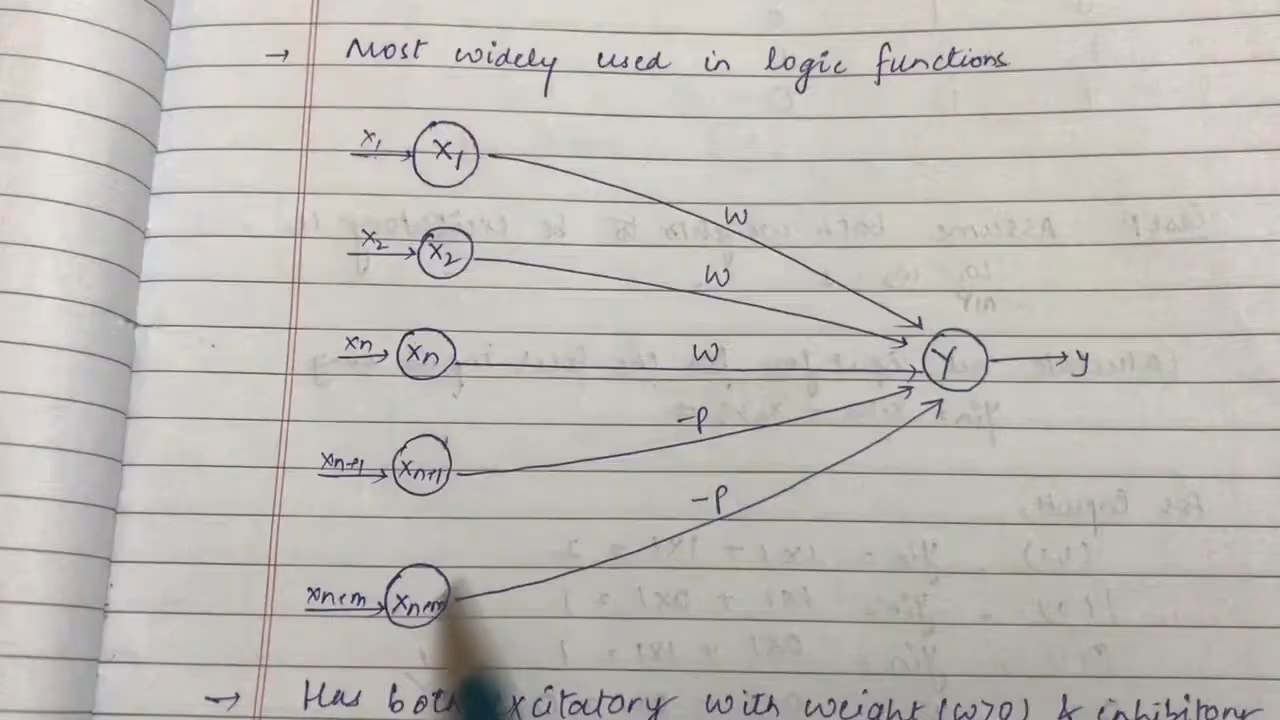 → Most widely used in logic functions
x1 X1
w
x2 X2
w
xn Xn
w
Y y
-p
xn+1 Xn+1
-p
xn+m Xn+m
→ Has both excitatory with weight (w>0) & inhibitory